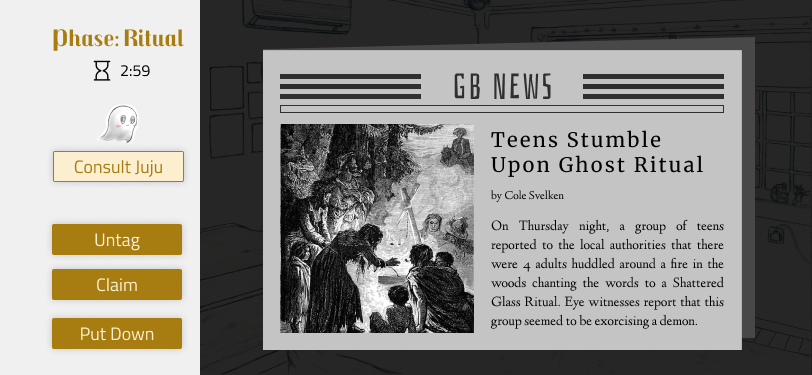 Phase: Ritual
2:59
Consult Juju
Untag
Claim
Put Down
GB NEWS
Teens Stumble
Upon Ghost Ritual
by Cole Svelken
On Thursday night, a group of teens
reported to the local authorities that there
were 4 adults huddled around a fire in the
woods chanting the words to a Shattered
Glass Ritual. Eye witnesses report that this
group seemed to be exorcising a demon.